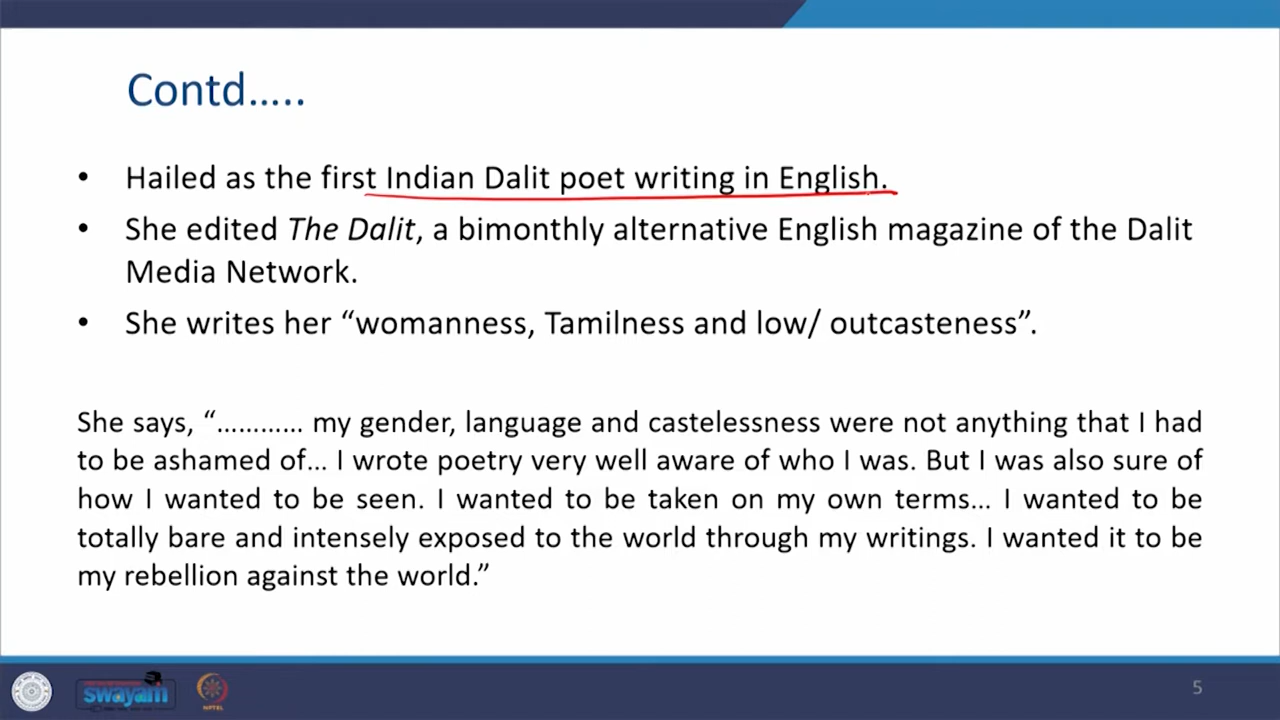 Contd.....
• Hailed as the first Indian Dalit poet writing in English.
• She edited The Dalit, a bimonthly alternative English magazine of the Dalit
Media Network.
• She writes her “womanness, Tamilness and low/ outcasteness”.
She says, “………… my gender, language and castelessness were not anything that I had
to be ashamed of… I wrote poetry very well aware of who I was. But I was also sure of
how I wanted to be seen. I wanted to be taken on my own terms… I wanted to be
totally bare and intensely exposed to the world through my writings. I wanted it to be
my rebellion against the world.”
swayam
NPTEL
5